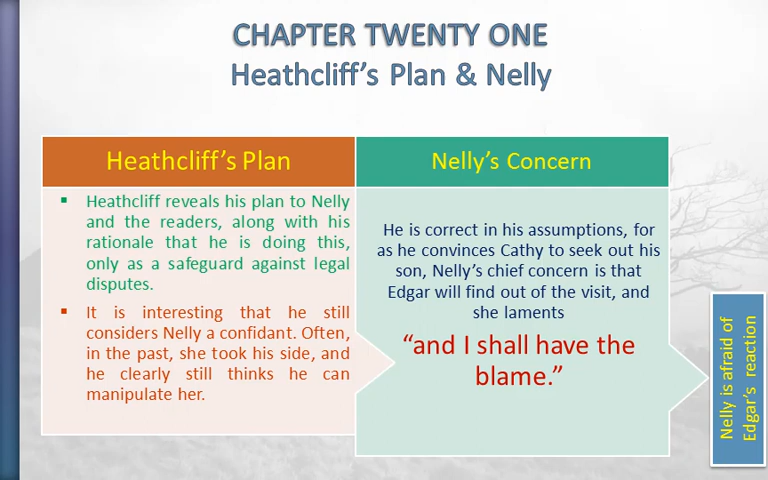 CHAPTER TWENTY ONE
Heathcliff’s Plan & Nelly
Heathcliff’s Plan
▪ Heathcliff reveals his plan to Nelly
and the readers, along with his
rationale that he is doing this,
only as a safeguard against legal
disputes.
▪ It is interesting that he still
considers Nelly a confidant. Often,
in the past, she took his side, and
he clearly still thinks he can
manipulate her.
Nelly’s Concern
He is correct in his assumptions, for
as he convinces Cathy to seek out his
son, Nelly’s chief concern is that
Edgar will find out of the visit, and
she laments
“and I shall have the
blame.”
Nelly is afraid of
Edgar’s reaction